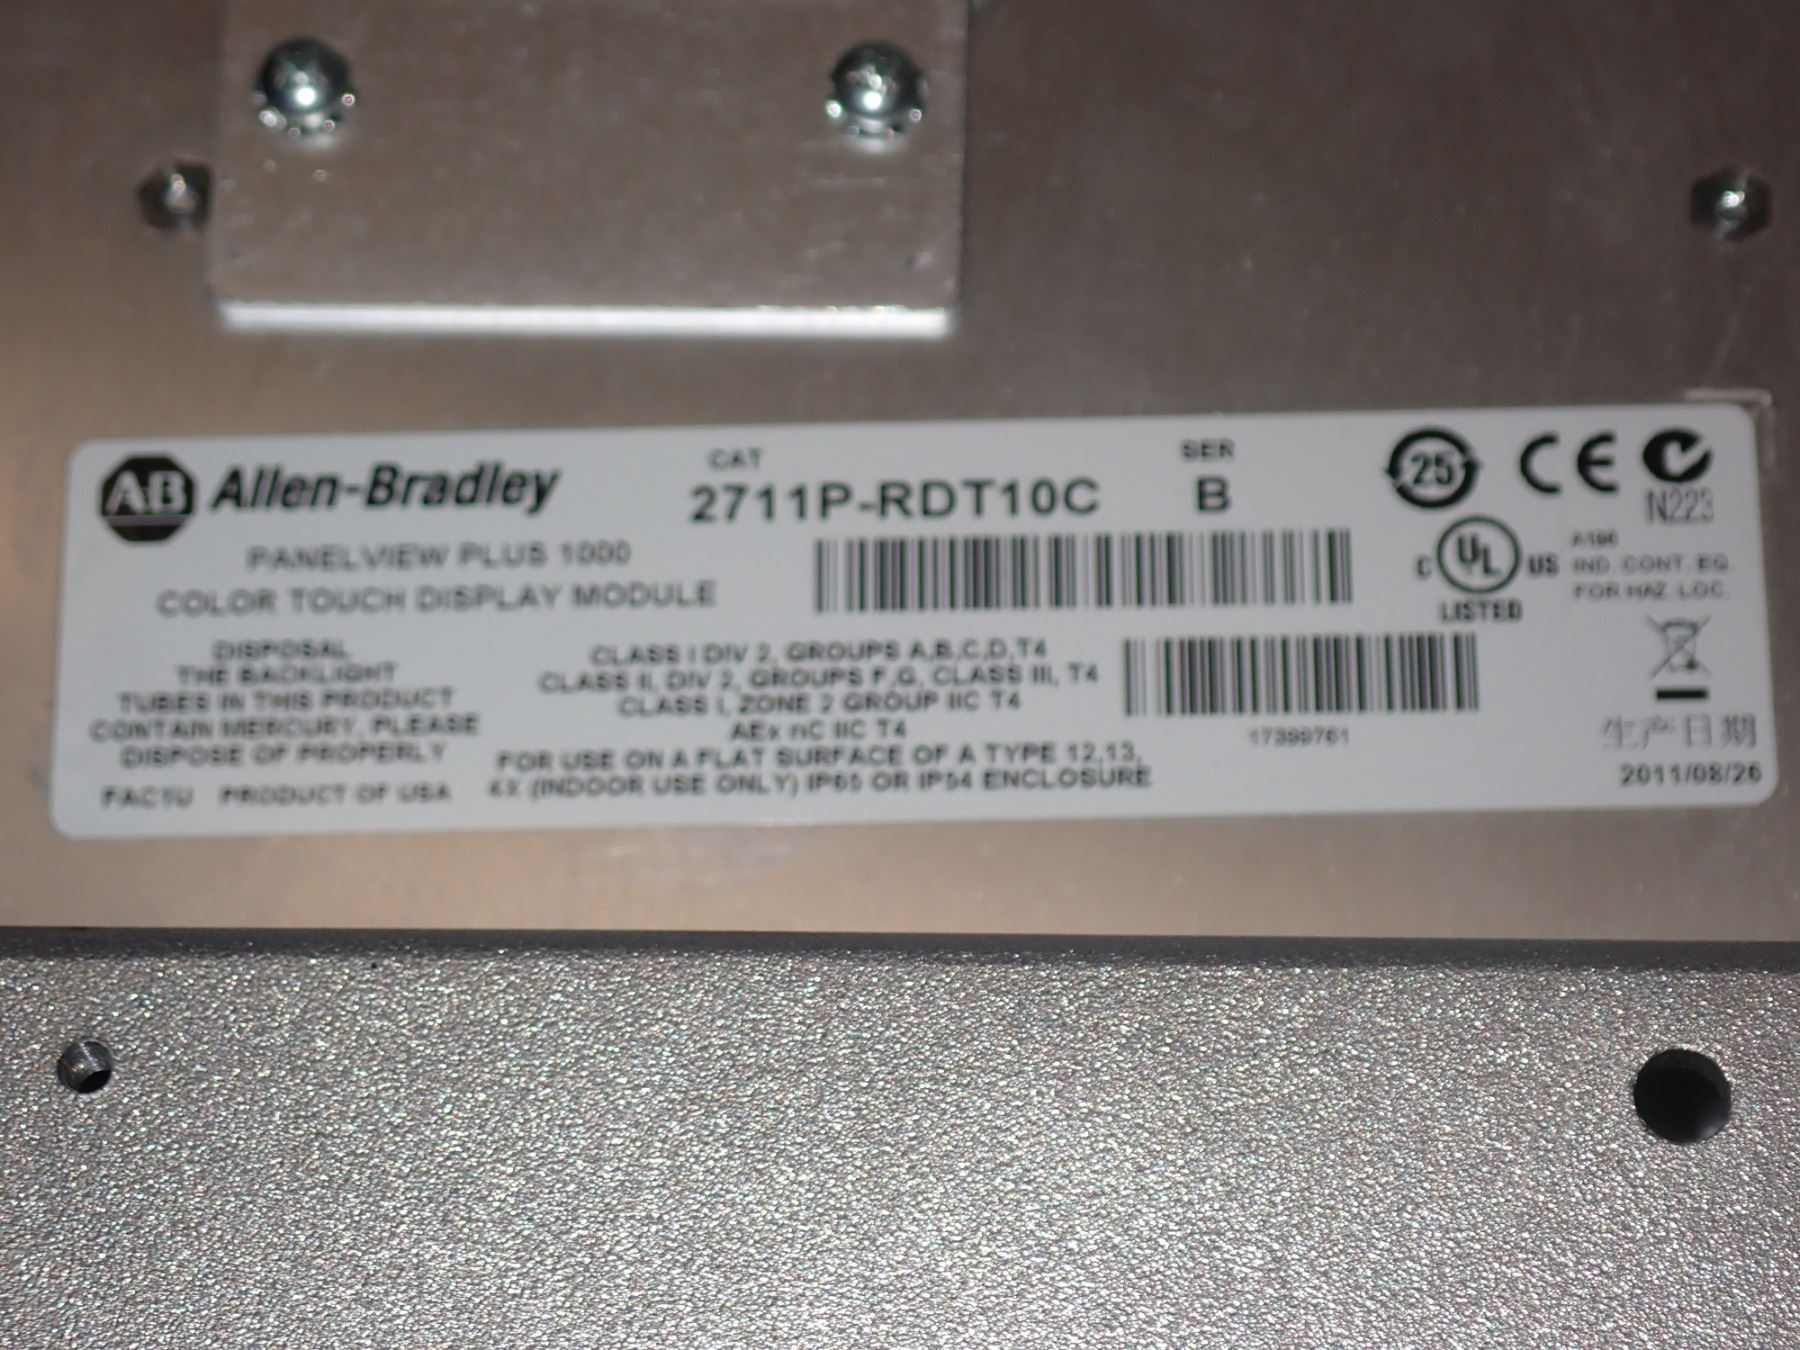 AB Allen-Bradley
CAT
2711P-RDT10C
SER
B
25
CE
N223
PANELVIEW PLUS 1000
COLOR TOUCH DISPLAY MODULE
C UL US
LISTED
A196
IND. CONT. EQ.
FOR HAZ. LOC.
DISPOSAL
THE BACKLIGHT
TUBES IN THIS PRODUCT
CONTAIN MERCURY, PLEASE
DISPOSE OF PROPERLY
FAC1U PRODUCT OF USA
CLASS I DIV 2, GROUPS A,B,C,D,T4
CLASS II, DIV 2, GROUPS F,G, CLASS III, T4
CLASS I, ZONE 2 GROUP IIC T4
AEx nC IIC T4
FOR USE ON A FLAT SURFACE OF A TYPE 12,13,
4X (INDOOR USE ONLY) IP65 OR IP54 ENCLOSURE
17399761
生产日期
2011/08/26